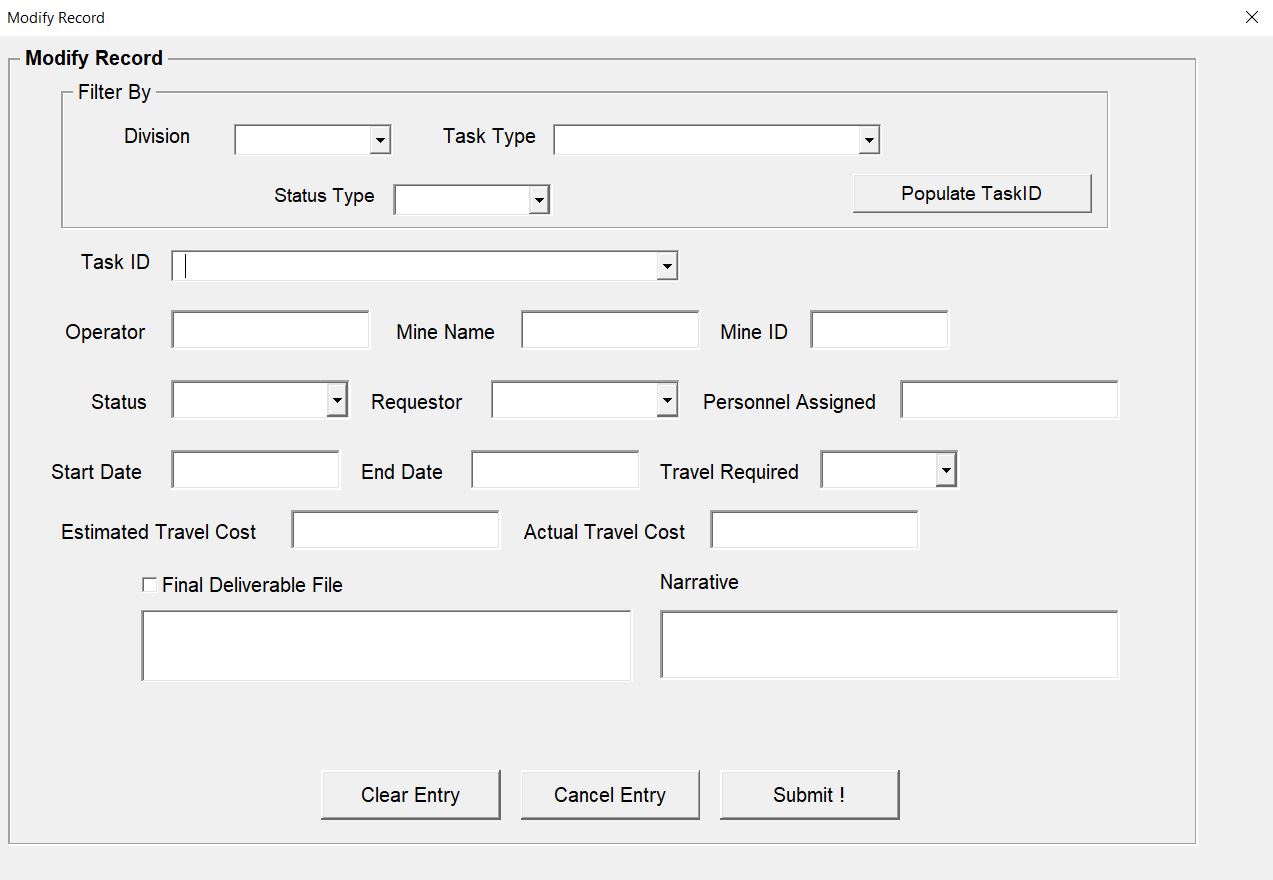 Modify Record
Modify Record
Filter By
Division Task Type
Status Type Populate TaskID
Task ID
Operator Mine Name Mine ID
Status Requestor Personnel Assigned
Start Date End Date Travel Required
Estimated Travel Cost Actual Travel Cost
Final Deliverable File Narrative
Clear Entry Cancel Entry Submit !